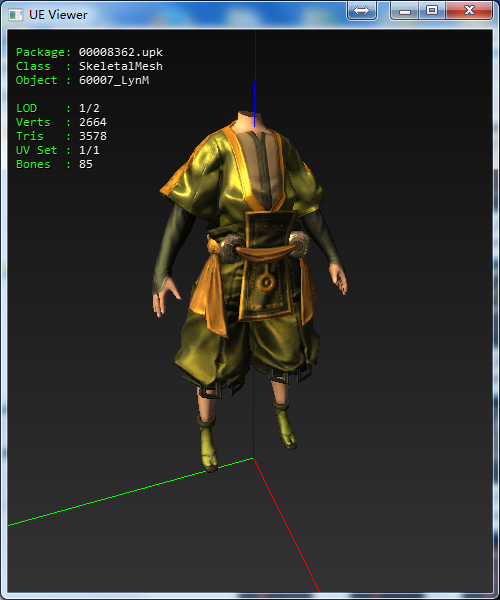 UE Viewer
Package: 00008362.upk
Class  : SkeletalMesh
Object : 60007_LynM
LOD    : 1/2
Verts  : 2664
Tris   : 3578
UV Set : 1/1
Bones  : 85